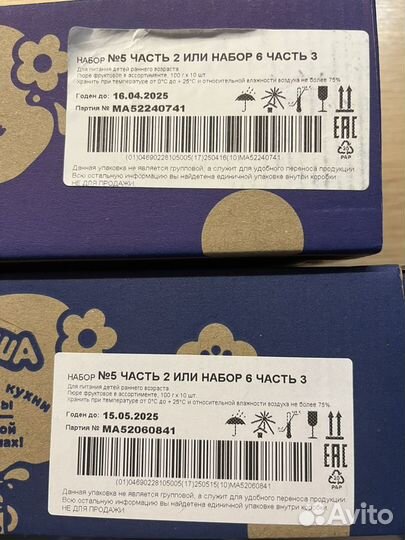 НАБОР №5 ЧАСТЬ 2 ИЛИ НАБОР 6 ЧАСТЬ 3
Для питания детей раннего возраста
Пюре фруктовое в ассортименте, 100 г х 10 шт.
Хранить при температуре от 0°С до + 25°С и относительной влажности воздуха не более 75%
Годен до: 16.04.2025
Партия № МА52240741
EAC
PAP
(01)04690228105005(17)250416(10)MA52240741
Данная упаковка не является групповой, а служит для удобного переноса продукции
Всю остальную информацию вы найдете на единичной упаковке внутри коробки
НЕ ДЛЯ ПРОДАЖИ
ША
кухни
НАБОР №5 ЧАСТЬ 2 ИЛИ НАБОР 6 ЧАСТЬ 3
Для питания детей раннего возраста
Пюре фруктовое в ассортименте, 100 г х 10 шт.
Хранить при температуре от 0°С до + 25°С и относительной влажности воздуха не более 75%
Годен до: 15.05.2025
Партия № МА52060841
EAC
PAP
(01)04690228105005(17)250515(10)MA52060841
Данная упаковка не является групповой, а служит для удобного переноса продукции.
Всю остальную информацию вы найдете на единичной упаковке внутри коробки
НЕ ДЛЯ ПРОДАЖИ
Avito